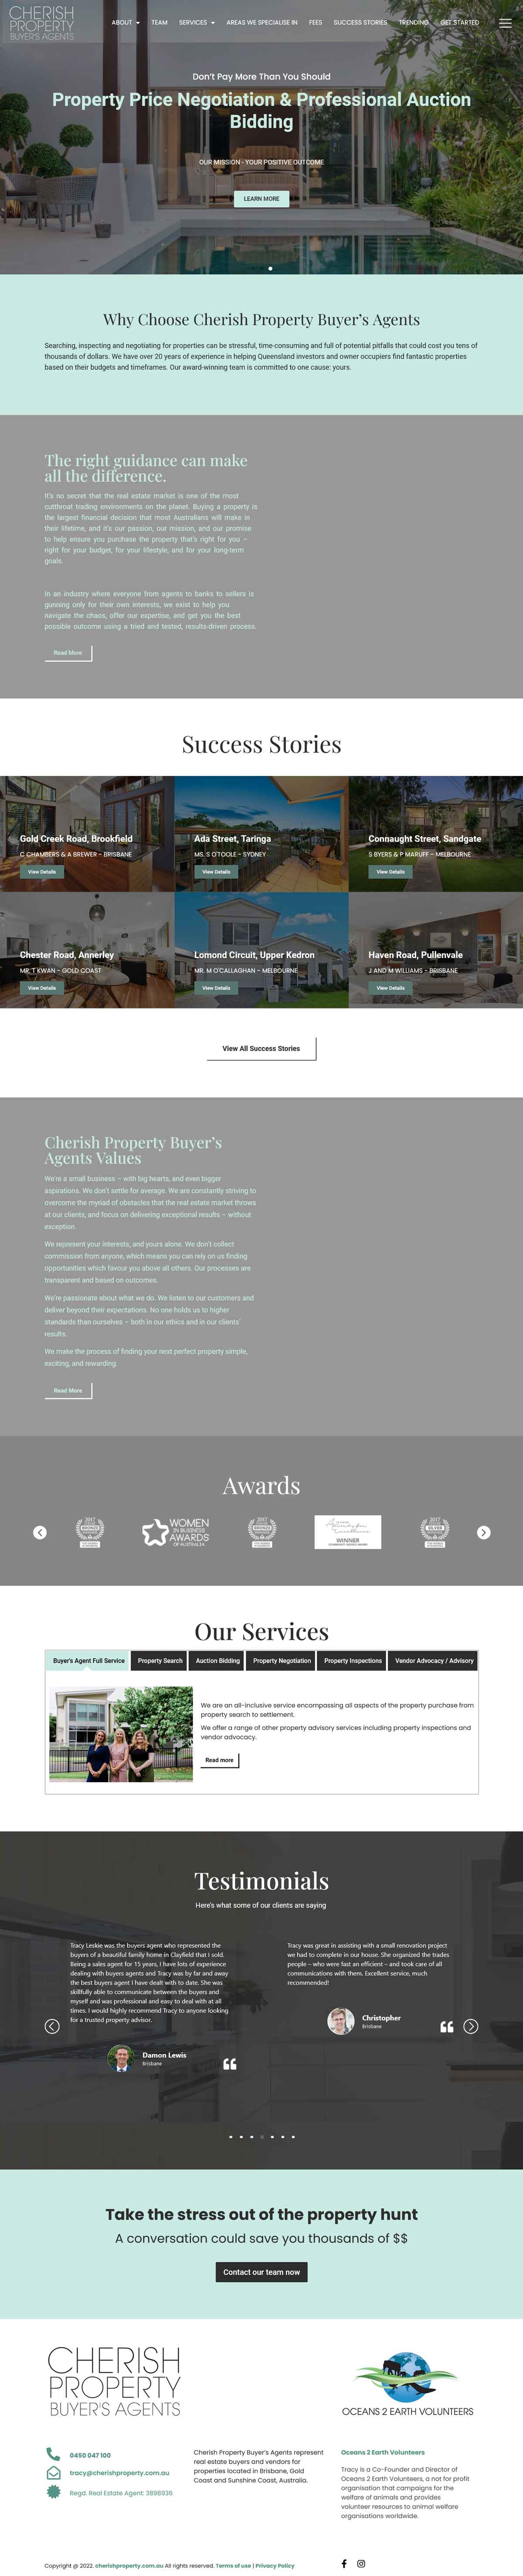 CHERISH
PROPERTY
BUYER'S AGENTS
ABOUT
TEAM
SERVICES
AREAS WE SPECIALISE IN
FEES
SUCCESS STORIES
TRENDING
GET STARTED
Don't Pay More Than You Should
Property Price Negotiation & Professional Auction
Bidding
OUR MISSION - YOUR POSITIVE OUTCOME
LEARN MORE
Why Choose Cherish Property Buyer's Agents
Searching, inspecting and negotiating for properties can be stressful, time-consuming and full of potential pitfalls that could cost you tens of
thousands of dollars. We have over 20 years of experience in helping Queensland investors and owner occupiers find fantastic properties
based on their budgets and timeframes. Our award-winning team is committed to one cause: yours.
The right guidance can make
all the difference.
It's no secret that the real estate market is one of the most
cutthroat trading environments on the planet. Buying a property is
the largest financial decision that most Australians will make in
their lifetime, and it's our passion, our mission, and our promise
to help ensure you purchase the property that's right for you –
right for your budget, for your lifestyle, and for your long-term
goals.
In an industry where everyone from agents to banks to sellers is
gunning only for their own interests, we exist to help you
navigate the chaos, offer our expertise, and get you the best
possible outcome using a tried and tested, results-driven process.
Read More
Success Stories
Gold Creek Road, Brookfield
C CHAMBERS & A BREWER - BRISBANE
View Details
Ada Street, Taringa
MS. S O'TOOLE - SYDNEY
View Details
Connaught Street, Sandgate
S BYERS & P MARUFF - MELBOURNE
View Details
Chester Road, Annerley
MR. T KWAN - GOLD COAST
View Details
Lomond Circuit, Upper Kedron
MR. M O'CALLAGHAN - MELBOURNE
View Details
Haven Road, Pullenvale
J AND M WILLIAMS - BRISBANE
View Details
View All Success Stories
Cherish Property Buyer's
Agents Values
We're a small business – with big hearts, and even bigger
aspirations. We don't settle for average. We are constantly striving to
overcome the myriad of obstacles that the real estate market throws
at our clients, and focus on delivering exceptional results – without
exception.
We represent your interests, and yours alone. We don't collect
commission from anyone, which means you can rely on us finding
opportunities which favour you above all others. Our processes are
transparent and based on outcomes.
We're passionate about what we do. We listen to our customers and
deliver beyond their expectations. No one holds us to higher
standards than ourselves – both in our ethics and in our clients'
results.
We make the process of finding your next perfect property simple,
exciting, and rewarding.
Read More
Awards
2017
BRONZE
WOMEN
IN BUSINESS
AWARDS
OF AUSTRALIA
2017
BRONZE
WINNER
2017
SILVER
Our Services
Buyer's Agent Full Service
Property Search
Auction Bidding
Property Negotiation
Property Inspections
Vendor Advocacy / Advisory
We are an all-inclusive service encompassing all aspects of the property purchase from
property search to settlement.
We offer a range of other property advisory services including property inspections and
vendor advocacy.
Read more
Testimonials
Here's what some of our clients are saying
Tracy Leskie was the buyers agent who represented the
buyers of a beautiful family home in Clayfield that I sold.
Being a sales agent for 15 years, I have lots of experience
dealing with buyers agents and Tracy was by far and away
the best buyers agent I have dealt with to date. She was
skillfully able to communicate between the buyers and
myself and was professional and easy to deal with at all
times. I would highly recommend Tracy to anyone looking
for a trusted property advisor.
Damon Lewis
Brisbane
Tracy was great in assisting with a small renovation project
we had to complete in our house. She organized the trades
people – who were fast an efficient – and took care of all
communications with them. Excellent service, much
recommended!
Christopher
Brisbane
Take the stress out of the property hunt
A conversation could save you thousands of $$
Contact our team now
CHERISH
PROPERTY
BUYER'S AGENTS
OCEANS 2 EARTH VOLUNTEERS
0450 047 100
tracy@cherishproperty.com.au
Regd. Real Estate Agent: 3898935
Cherish Property Buyer's Agents represent
real estate buyers and vendors for
properties located in Brisbane, Gold
Coast and Sunshine Coast, Australia.
Oceans 2 Earth Volunteers
Tracy is a Co-Founder and Director of
Oceans 2 Earth Volunteers, a not for profit
organisation that campaigns for the
welfare of animals and provides
volunteer resources to animal welfare
organisations worldwide.
Copyright @ 2022. cherishproperty.com.au All rights reserved. Terms of use | Privacy Policy